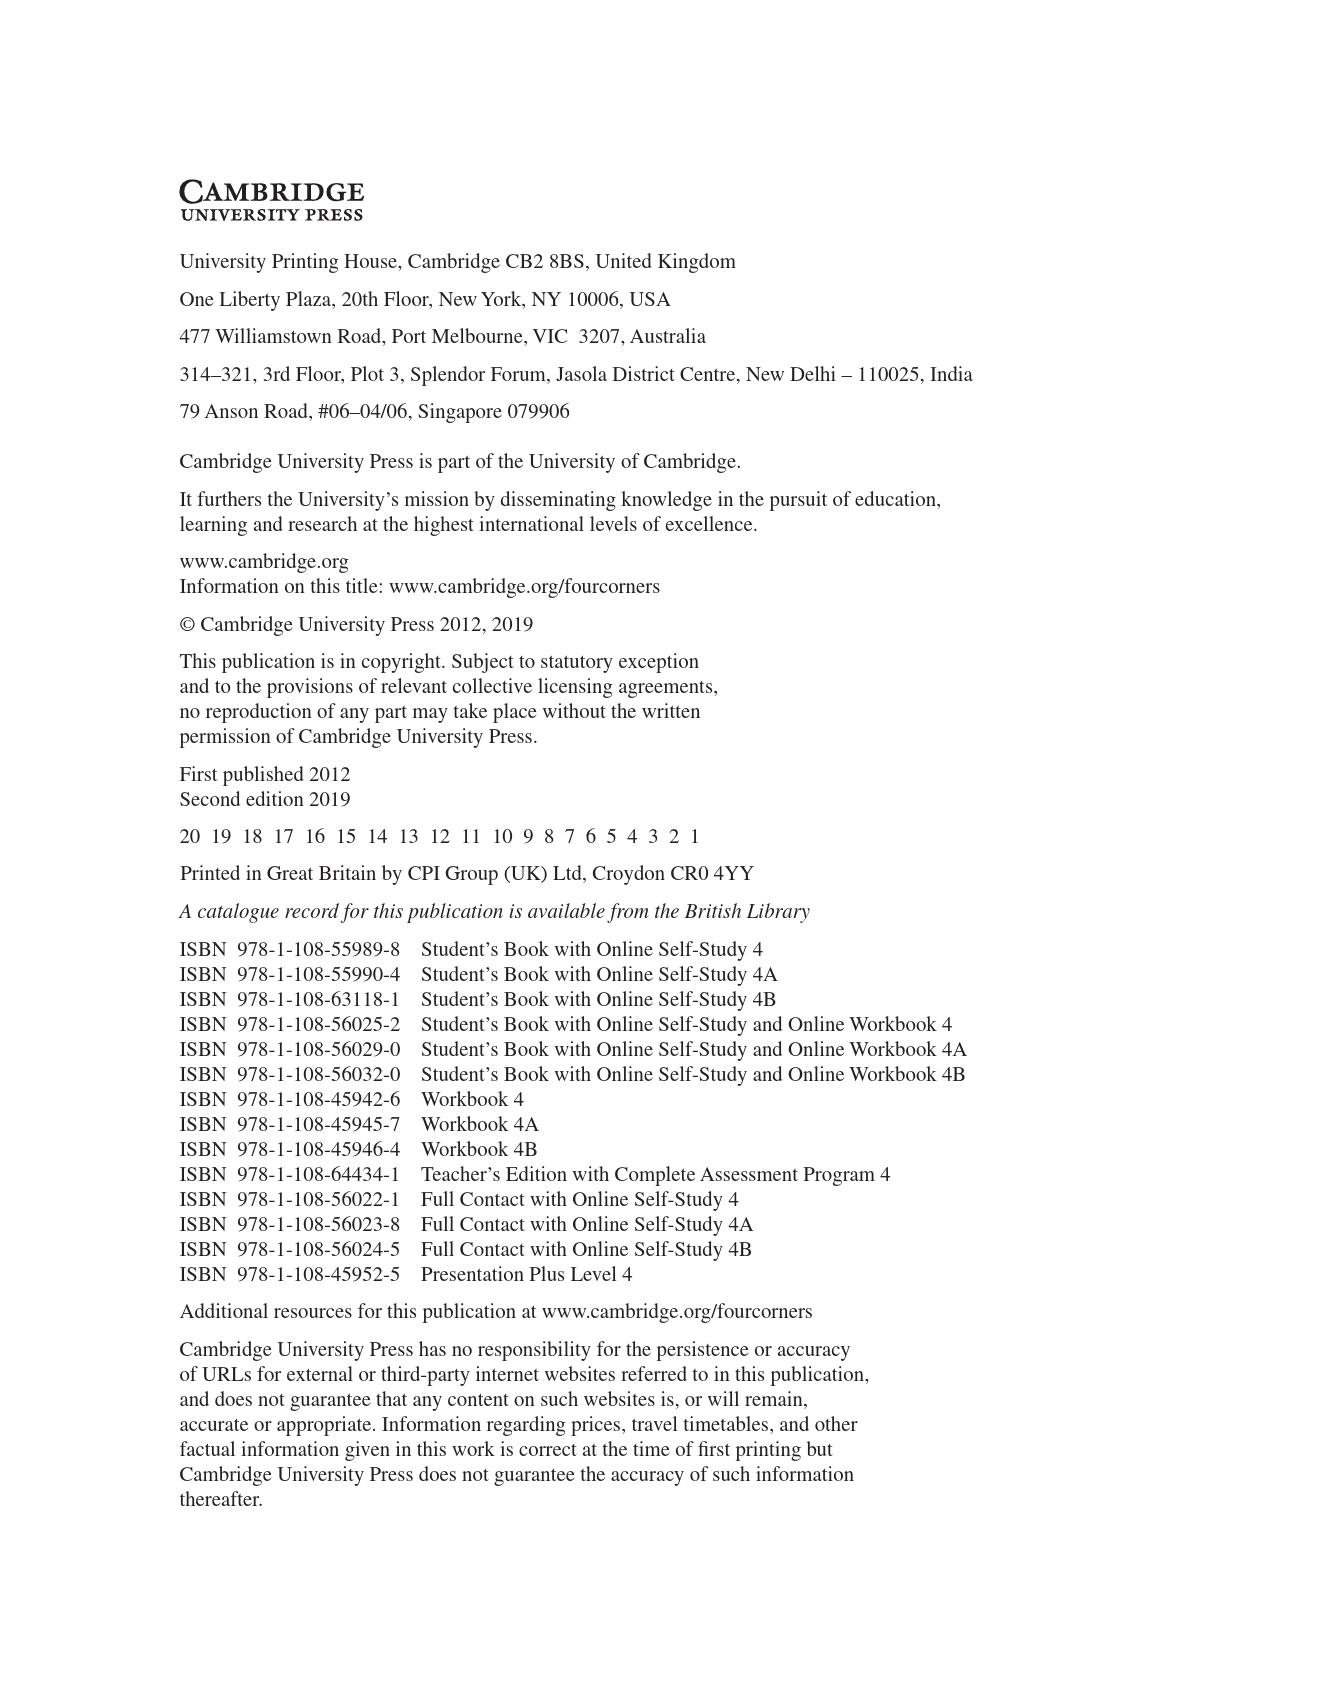 CAMBRIDGE
UNIVERSITY PRESS
University Printing House, Cambridge CB2 8BS, United Kingdom
One Liberty Plaza, 20th Floor, New York, NY 10006, USA
477 Williamstown Road, Port Melbourne, VIC 3207, Australia
314–321, 3rd Floor, Plot 3, Splendor Forum, Jasola District Centre, New Delhi – 110025, India
79 Anson Road, #06–04/06, Singapore 079906
Cambridge University Press is part of the University of Cambridge.
It furthers the University’s mission by disseminating knowledge in the pursuit of education,
learning and research at the highest international levels of excellence.
www.cambridge.org
Information on this title: www.cambridge.org/fourcorners
© Cambridge University Press 2012, 2019
This publication is in copyright. Subject to statutory exception
and to the provisions of relevant collective licensing agreements,
no reproduction of any part may take place without the written
permission of Cambridge University Press.
First published 2012
Second edition 2019
20 19 18 17 16 15 14 13 12 11 10 9 8 7 6 5 4 3 2 1
Printed in Great Britain by CPI Group (UK) Ltd, Croydon CR0 4YY
A catalogue record for this publication is available from the British Library
ISBN 978-1-108-55989-8 Student’s Book with Online Self-Study 4
ISBN 978-1-108-55990-4 Student’s Book with Online Self-Study 4A
ISBN 978-1-108-63118-1 Student’s Book with Online Self-Study 4B
ISBN 978-1-108-56025-2 Student’s Book with Online Self-Study and Online Workbook 4
ISBN 978-1-108-56029-0 Student’s Book with Online Self-Study and Online Workbook 4A
ISBN 978-1-108-56032-0 Student’s Book with Online Self-Study and Online Workbook 4B
ISBN 978-1-108-45942-6 Workbook 4
ISBN 978-1-108-45945-7 Workbook 4A
ISBN 978-1-108-45946-4 Workbook 4B
ISBN 978-1-108-64434-1 Teacher’s Edition with Complete Assessment Program 4
ISBN 978-1-108-56022-1 Full Contact with Online Self-Study 4
ISBN 978-1-108-56023-8 Full Contact with Online Self-Study 4A
ISBN 978-1-108-56024-5 Full Contact with Online Self-Study 4B
ISBN 978-1-108-45952-5 Presentation Plus Level 4
Additional resources for this publication at www.cambridge.org/fourcorners
Cambridge University Press has no responsibility for the persistence or accuracy
of URLs for external or third-party internet websites referred to in this publication,
and does not guarantee that any content on such websites is, or will remain,
accurate or appropriate. Information regarding prices, travel timetables, and other
factual information given in this work is correct at the time of first printing but
Cambridge University Press does not guarantee the accuracy of such information
thereafter.